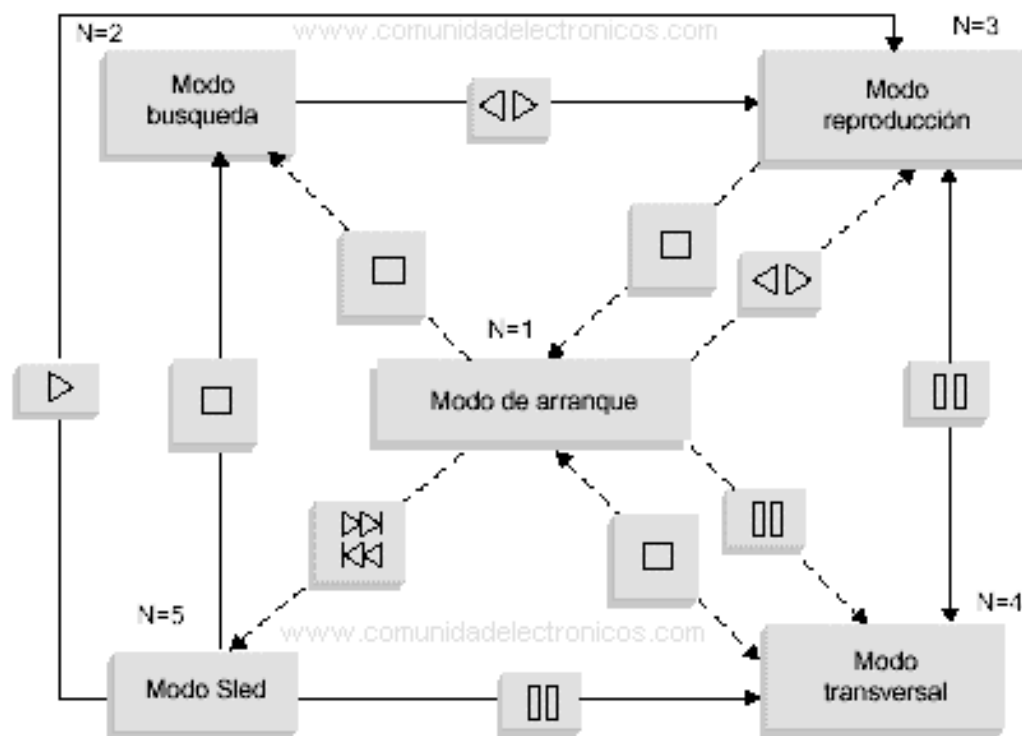 www.comunidadelectronicos.com
N=2
N=3
Modo
busqueda
Modo
reproducción
N=1
Modo de arranque
N=5
www.comunidadelectronicos.com
N=4
Modo Sled
Modo
transversal